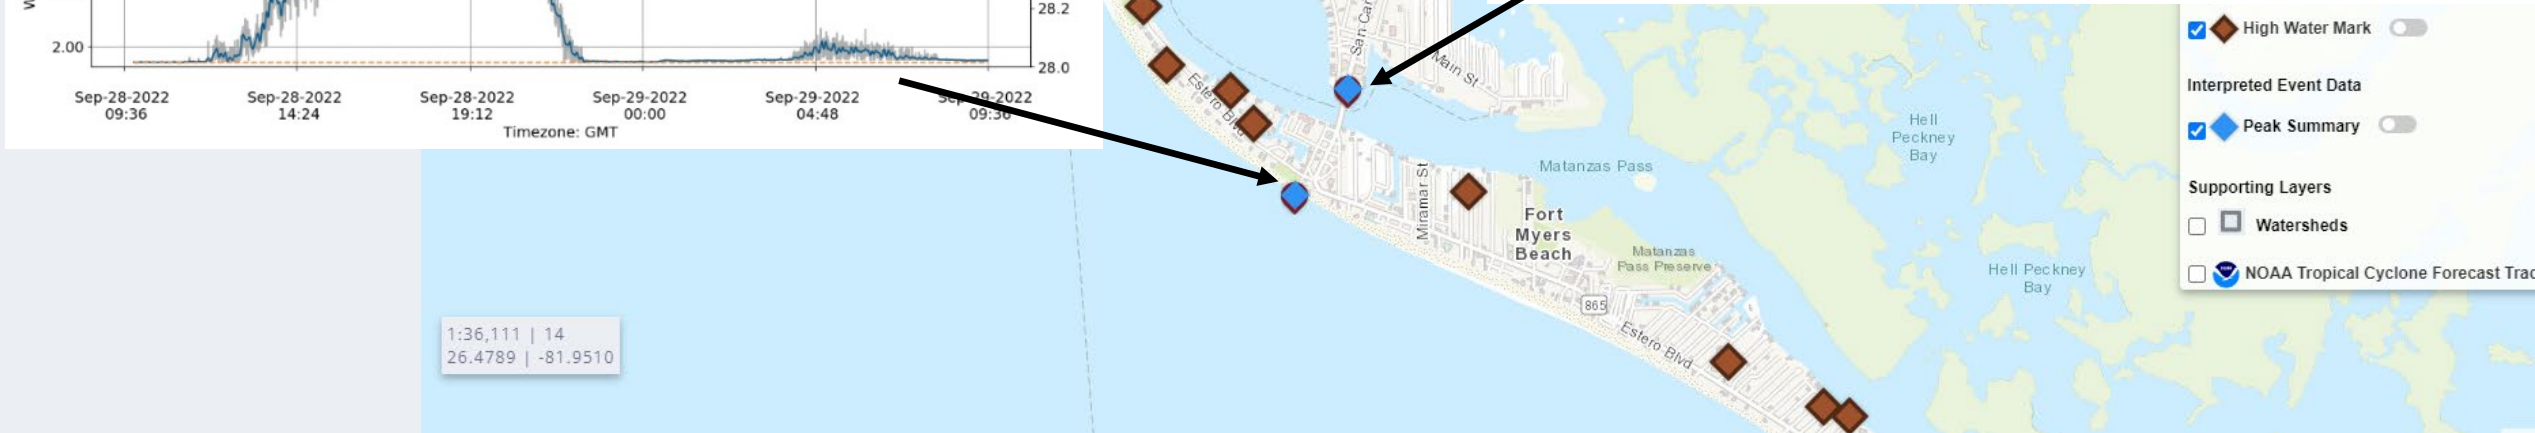 28.2
2.00
28.0
Sep-28-2022
09:36
Sep-28-2022
14:24
Sep-28-2022
19:12
Sep-29-2022
00:00
Sep-29-2022
04:48
Sep-29-2022
09:36
Timezone: GMT
San Car
Main St
Estero Blvd
Matanzas Pass
Hell
Peckney
Bay
Miramar St
Fort
Myers
Beach
Matanzas
Pass Preserve
Hell Peckney
Bay
865
Estero Blvd
1:36,111 | 14
26.4789 | -81.9510
High Water Mark
Interpreted Event Data
Peak Summary
Supporting Layers
Watersheds
NOAA Tropical Cyclone Forecast Trac